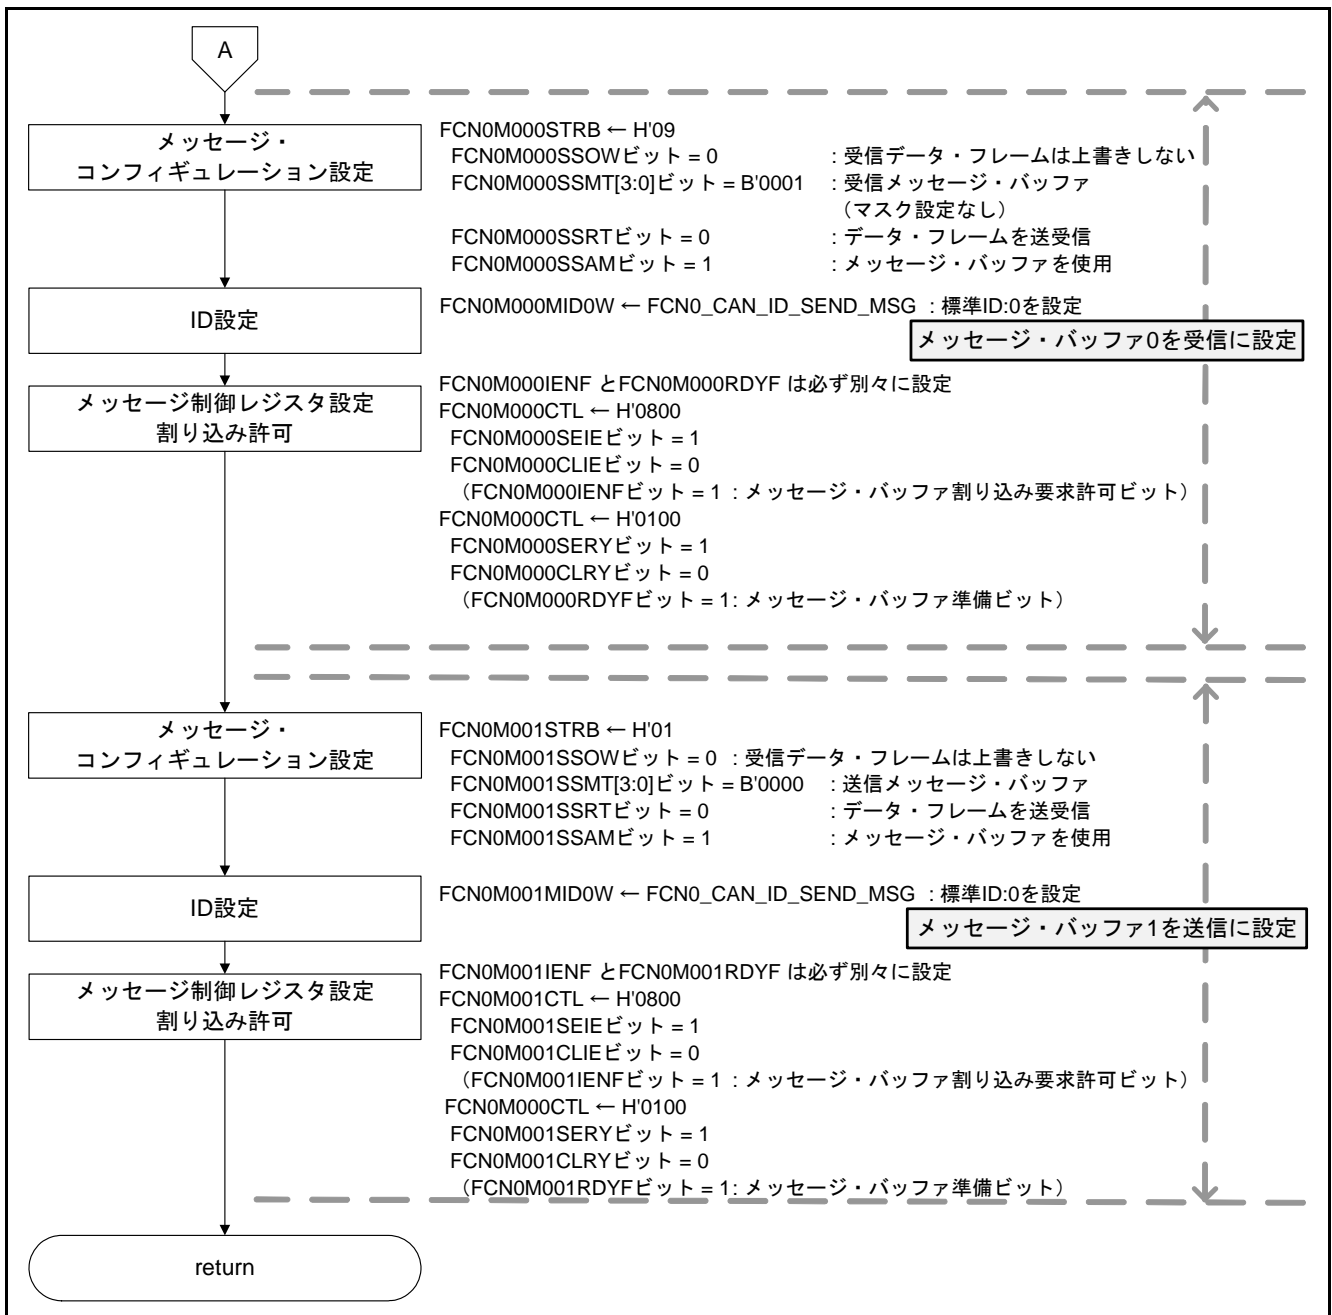 A
メッセージ・
コンフィギュレーション設定
FCN0M000STRB ← H'09
FCN0M000SSOWビット = 0 : 受信データ・フレームは上書きしない
FCN0M000SSMT[3:0]ビット = B'0001 : 受信メッセージ・バッファ
(マスク設定なし)
FCN0M000SSRTビット = 0 : データ・フレームを送受信
FCN0M000SSAMビット = 1 : メッセージ・バッファを使用
ID設定
FCN0M000MID0W ← FCN0_CAN_ID_SEND_MSG : 標準ID:0を設定
メッセージ・バッファ0を受信に設定
メッセージ制御レジスタ設定
割り込み許可
FCN0M000IENF とFCN0M000RDYF は必ず別々に設定
FCN0M000CTL ← H'0800
FCN0M000SEIEビット = 1
FCN0M000CLIEビット = 0
(FCN0M000IENFビット = 1 : メッセージ・バッファ割り込み要求許可ビット)
FCN0M000CTL ← H'0100
FCN0M000SERYビット = 1
FCN0M000CLRYビット = 0
(FCN0M000RDYFビット = 1 : メッセージ・バッファ準備ビット)
メッセージ・
コンフィギュレーション設定
FCN0M001STRB ← H'01
FCN0M001SSOWビット = 0 : 受信データ・フレームは上書きしない
FCN0M001SSMT[3:0]ビット = B'0000 : 送信メッセージ・バッファ
FCN0M001SSRTビット = 0 : データ・フレームを送受信
FCN0M001SSAMビット = 1 : メッセージ・バッファを使用
ID設定
FCN0M001MID0W ← FCN0_CAN_ID_SEND_MSG : 標準ID:0を設定
メッセージ・バッファ1を送信に設定
メッセージ制御レジスタ設定
割り込み許可
FCN0M001IENF とFCN0M001RDYF は必ず別々に設定
FCN0M001CTL ← H'0800
FCN0M001SEIEビット = 1
FCN0M001CLIEビット = 0
(FCN0M001IENFビット = 1 : メッセージ・バッファ割り込み要求許可ビット)
FCN0M000CTL ← H'0100
FCN0M001SERYビット = 1
FCN0M001CLRYビット = 0
(FCN0M001RDYFビット = 1 : メッセージ・バッファ準備ビット)
return